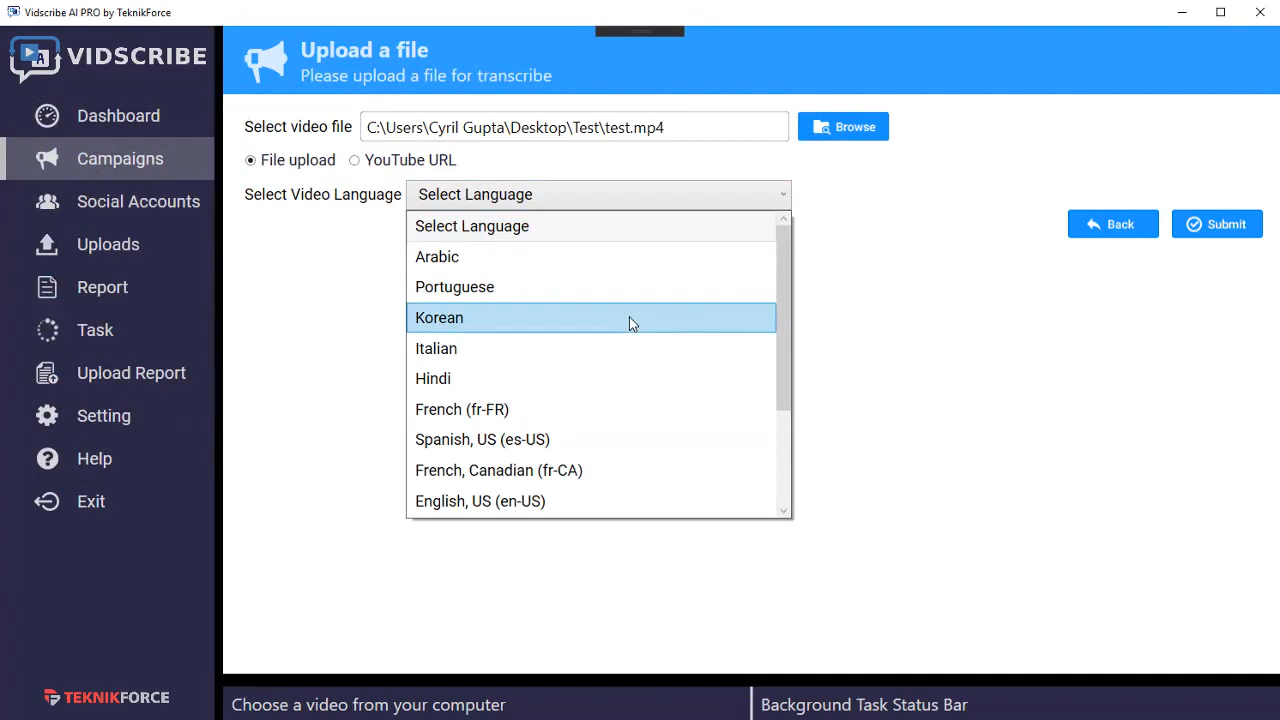 Vidscribe AI PRO by TeknikForce
VIDSCRIBE
Dashboard
Campaigns
Social Accounts
Uploads
Report
Task
Upload Report
Setting
Help
Exit
TEKNIKFORCE
Upload a file
Please upload a file for transcribe
Select video file C:\Users\Cyril Gupta\Desktop\Test\test.mp4 Browse
File upload YouTube URL
Select Video Language Select Language
Select Language
Arabic
Portuguese
Korean
Italian
Hindi
French (fr-FR)
Spanish, US (es-US)
French, Canadian (fr-CA)
English, US (en-US)
Back Submit
Choose a video from your computer
Background Task Status Bar